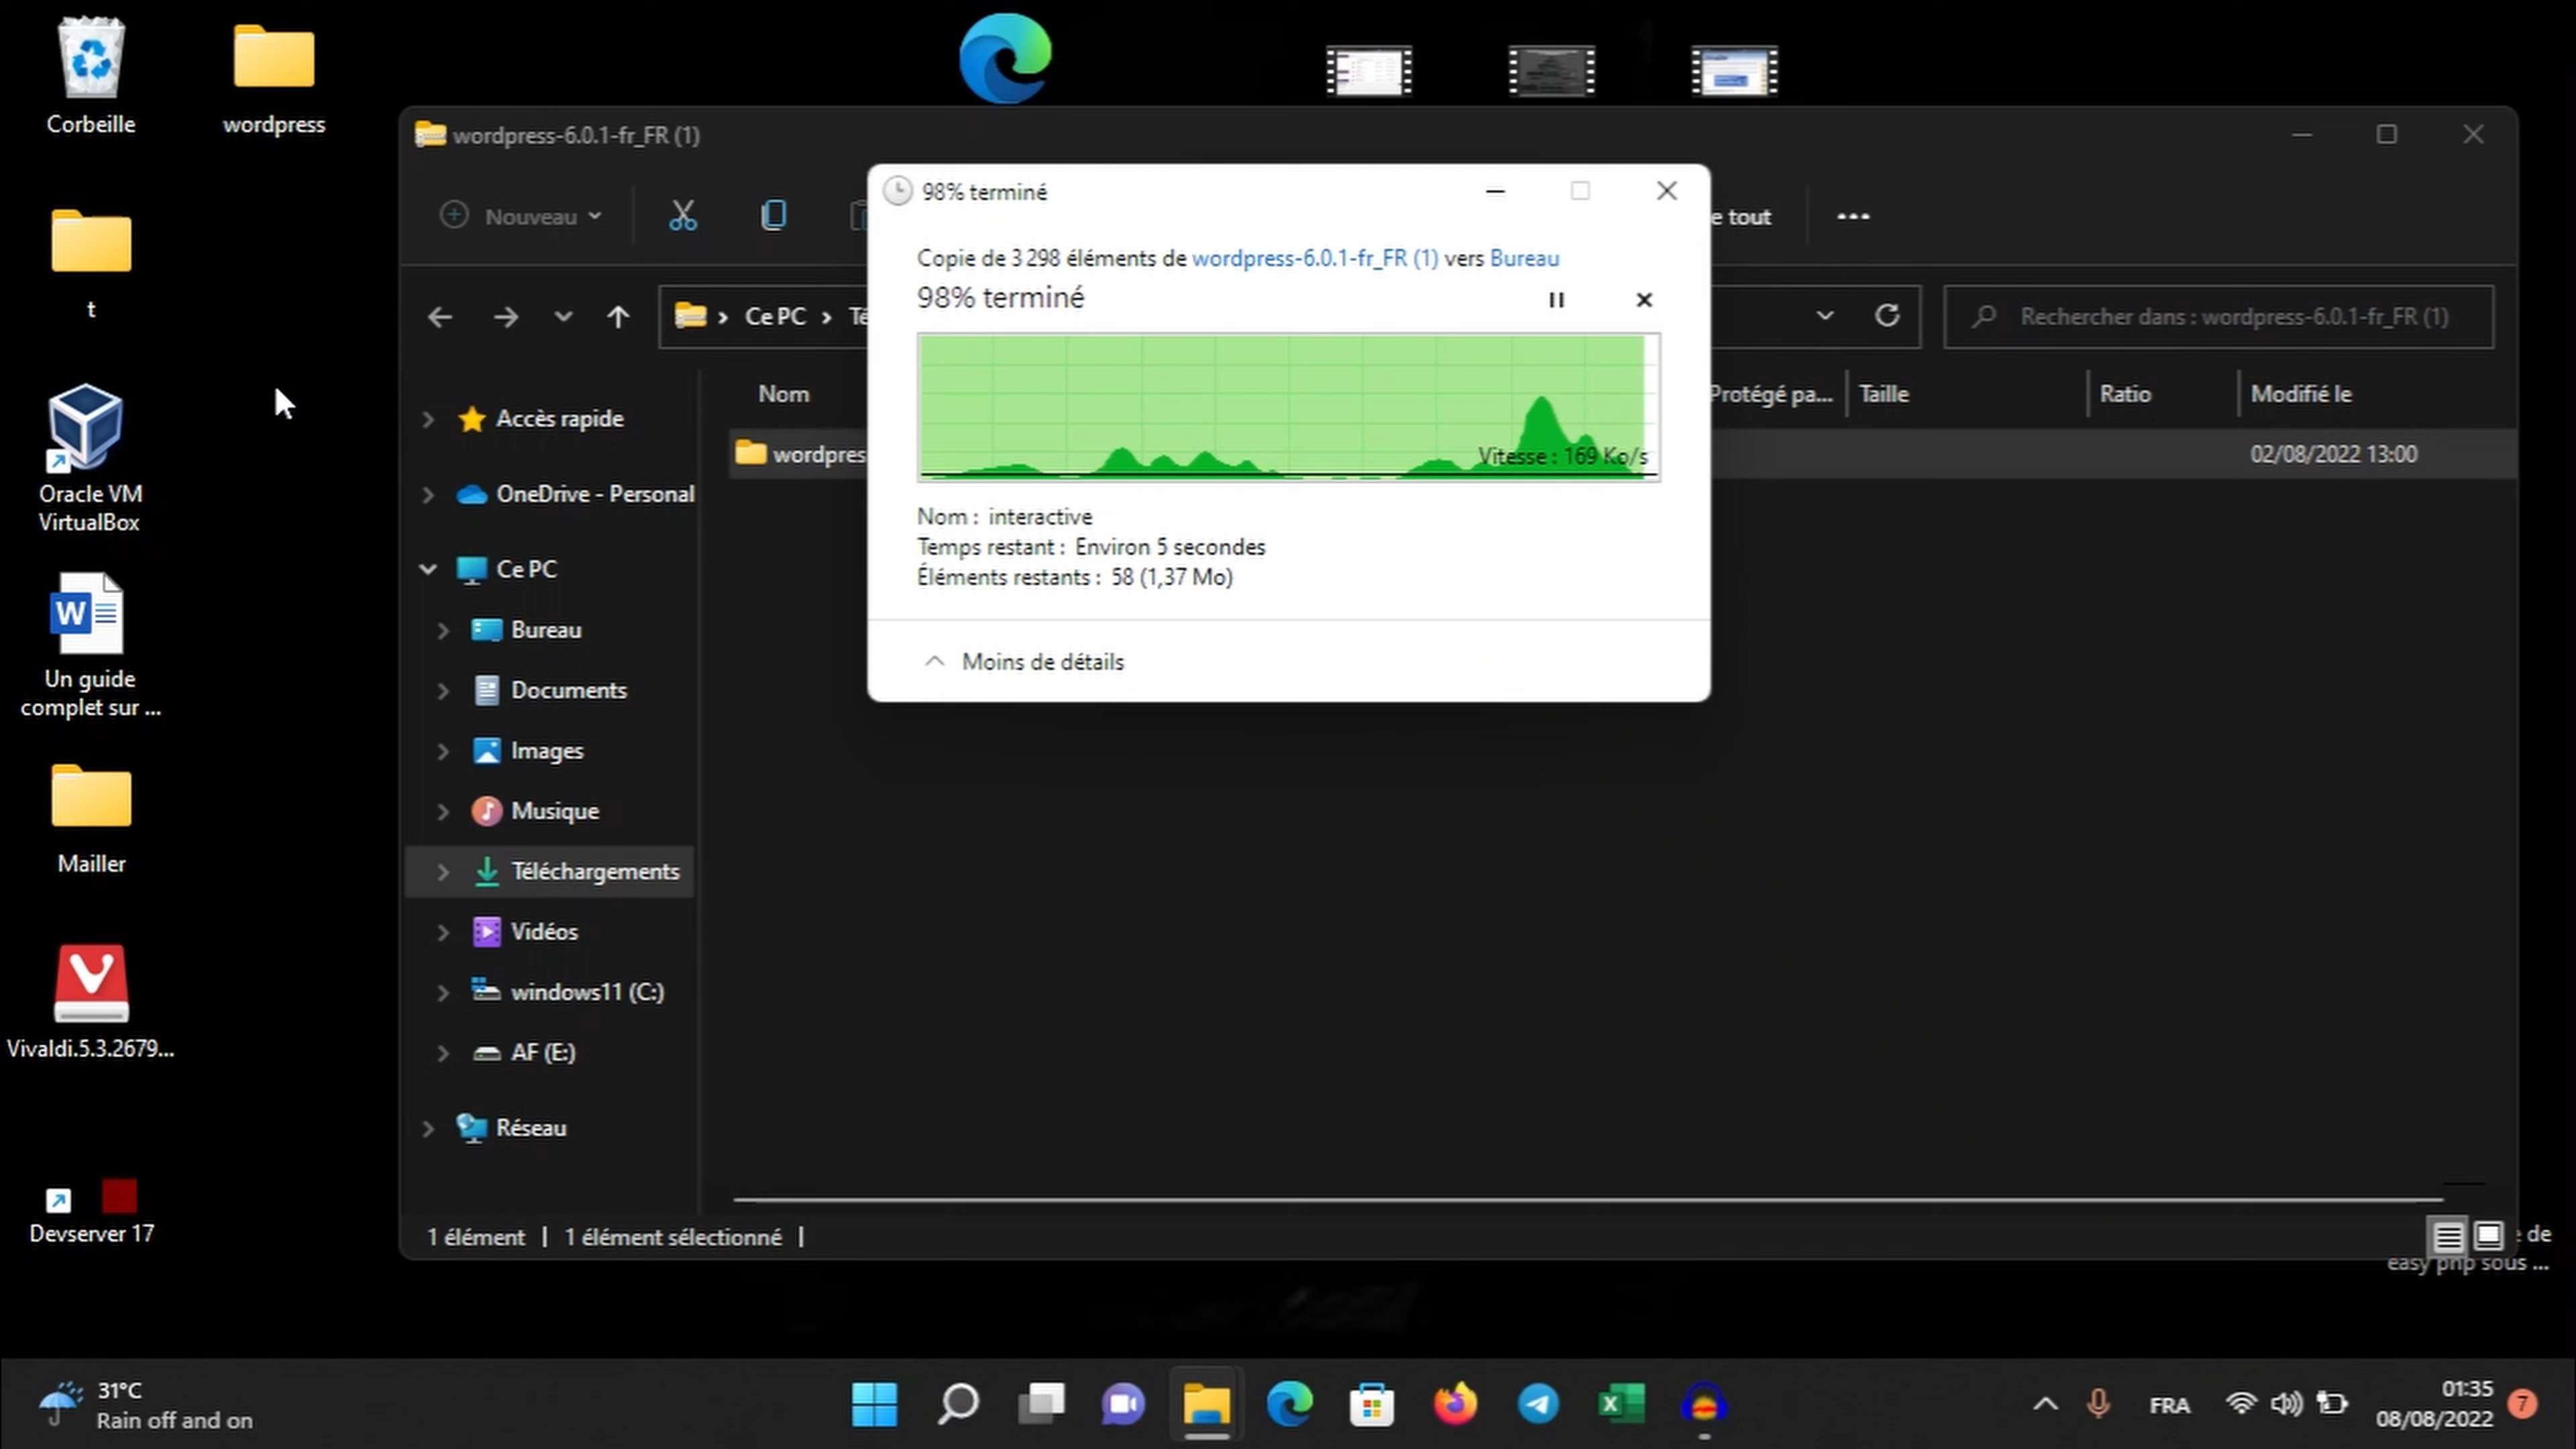 Corbeille
wordpress
t
Oracle VM
VirtualBox
W
Un guide
complet sur ...
Mailler
Vivaldi.5.3.2679...
Devserver 17
wordpress-6.0.1-fr_FR (1)
Nouveau
e tout
Ce PC
Té
Rechercher dans : wordpress-6.0.1-fr_FR (1)
Accès rapide
OneDrive - Personal
Ce PC
Bureau
Documents
Images
Musique
Téléchargements
Vidéos
windows11 (C:)
AF (E:)
Réseau
Nom
Protégé pa...
Taille
Ratio
Modifié le
wordpres
02/08/2022 13:00
98% terminé
Copie de 3 298 éléments de wordpress-6.0.1-fr_FR (1) vers Bureau
98% terminé
Vitesse : 169 Ko/s
Nom : interactive
Temps restant : Environ 5 secondes
Éléments restants : 58 (1,37 Mo)
Moins de détails
1 élément
1 élément sélectionné
de
easy php sous ...
31°C
Rain off and on
FRA
01:35
08/08/2022
7